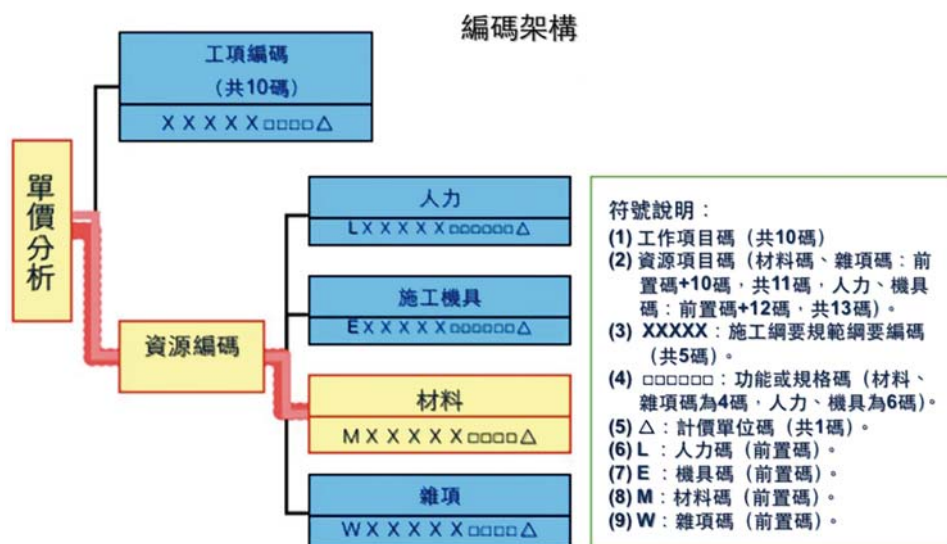 編碼架構
工項編碼
(共10碼)
XXXXX□□□□△
單價分析
資源編碼
人力
LXXXXX□□□□□□△
施工機具
EXXXXX□□□□□□△
材料
MXXXXX□□□□△
雜項
WXXXXX□□□□△
符號說明：
(1) 工作項目碼（共10碼）
(2) 資源項目碼（材料碼、雜項碼：前
置碼+10碼，共11碼，人力、機具
碼：前置碼+12碼，共13碼）。
(3) XXXXX：施工綱要規範綱要編碼
（共5碼）。
(4) □□□□□□：功能或規格碼（材料、
雜項碼為4碼，人力、機具為6碼）。
(5) △：計價單位碼（共1碼）。
(6) L：人力碼（前置碼）。
(7) E：機具碼（前置碼）。
(8) M：材料碼（前置碼）。
(9) W：雜項碼（前置碼）。